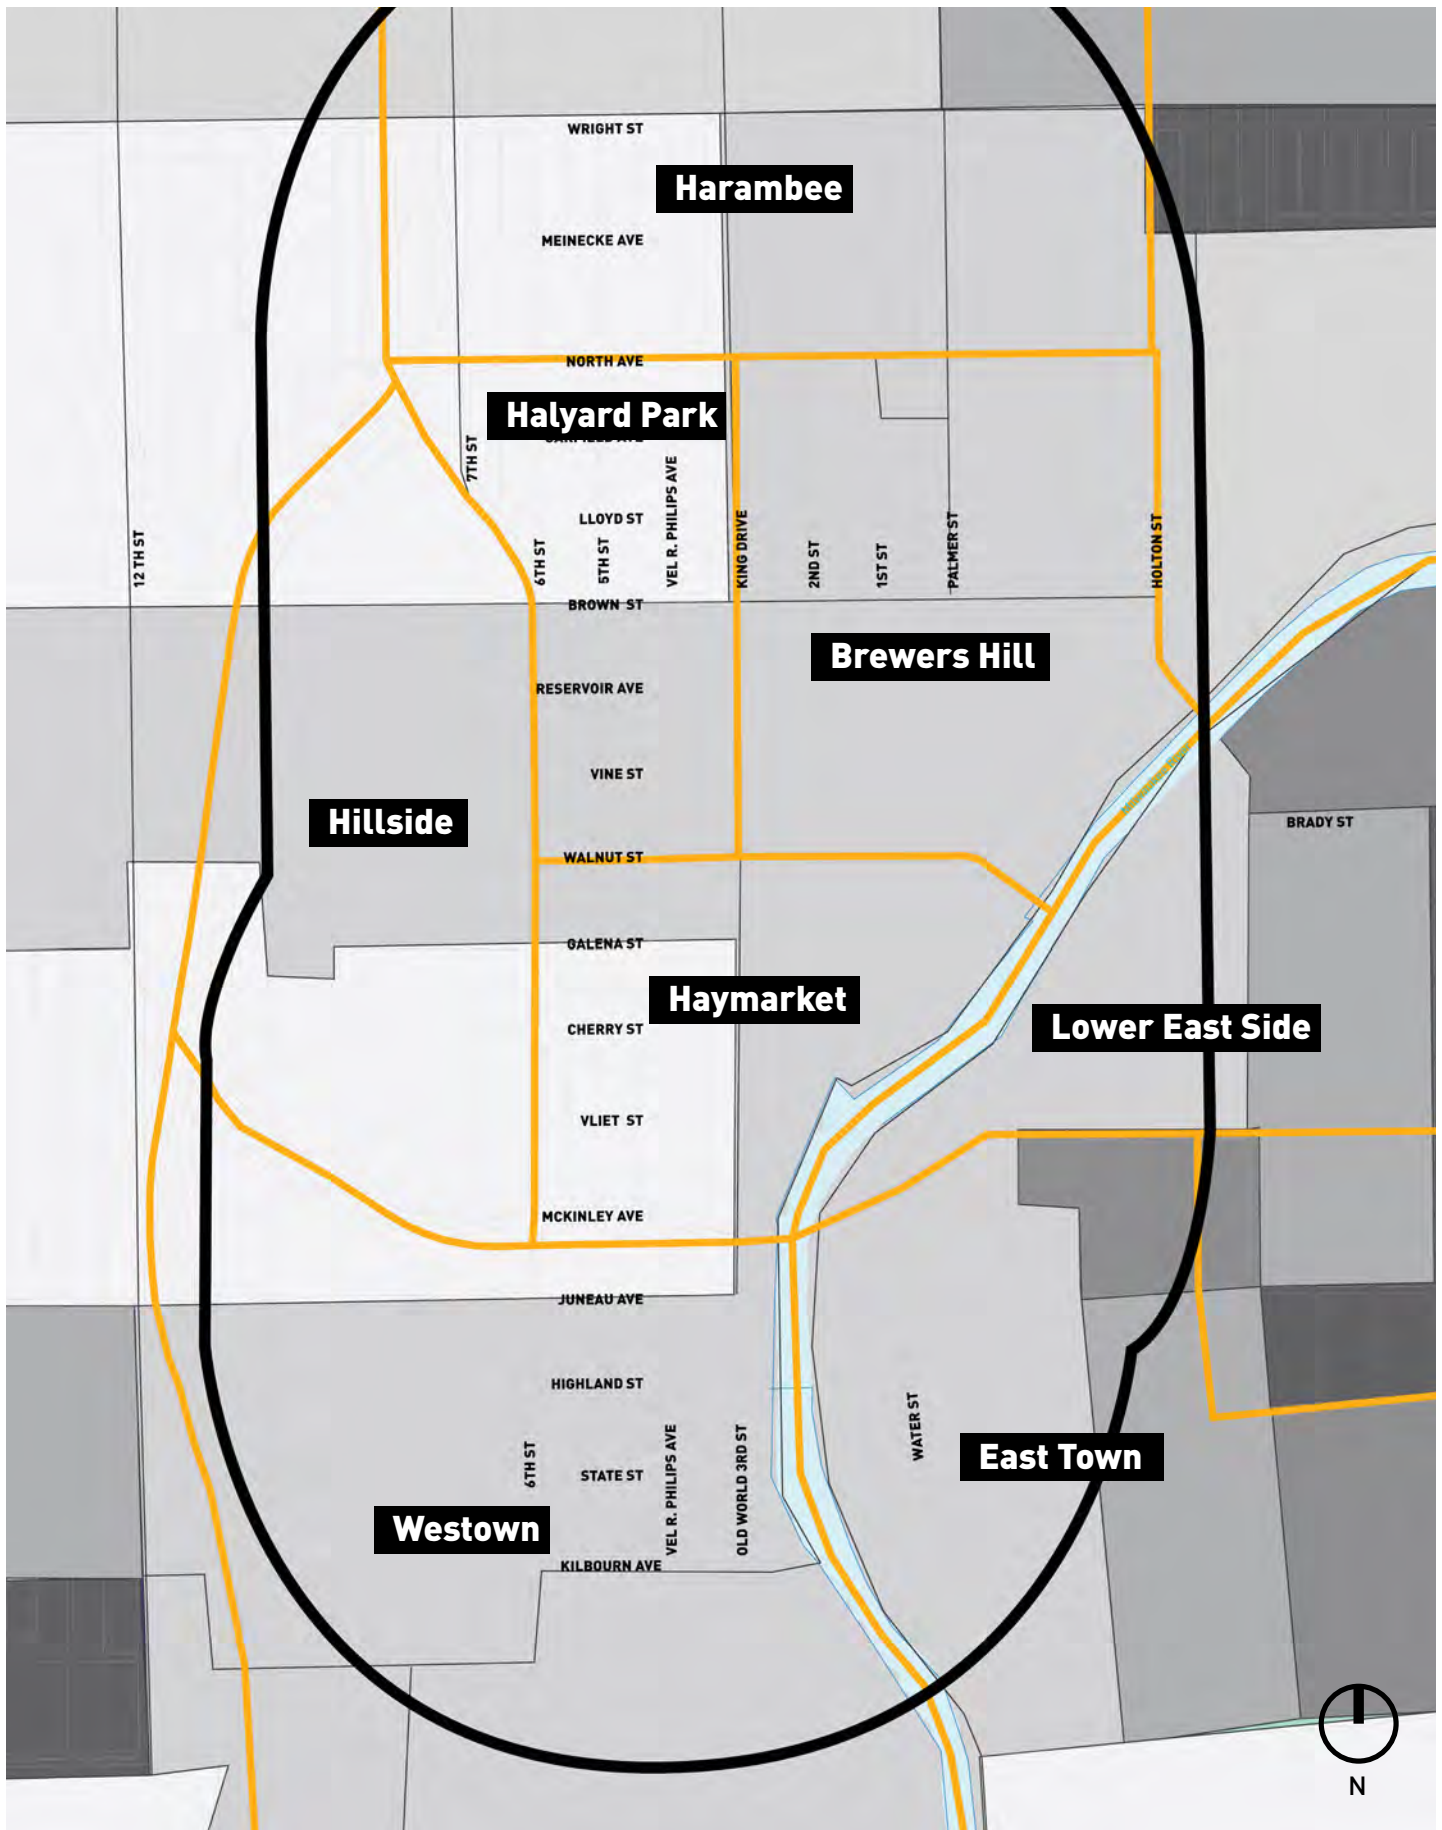 WRIGHT ST
Harambee
MEINECKE AVE
NORTH AVE
Halyard Park
7TH ST
LLOYD ST
12 TH ST
6TH ST
5TH ST
VEL R. PHILIPS AVE
KING DRIVE
2ND ST
1ST ST
PALMER ST
HOLTON ST
BROWN ST
Brewers Hill
RESERVOIR AVE
VINE ST
Hillside
BRADY ST
WALNUT ST
GALENA ST
Haymarket
CHERRY ST
Lower East Side
VLIET ST
MCKINLEY AVE
JUNEAU AVE
HIGHLAND ST
WATER ST
6TH ST
STATE ST
VEL R. PHILIPS AVE
OLD WORLD 3RD ST
East Town
Westown
KILBOURN AVE
N